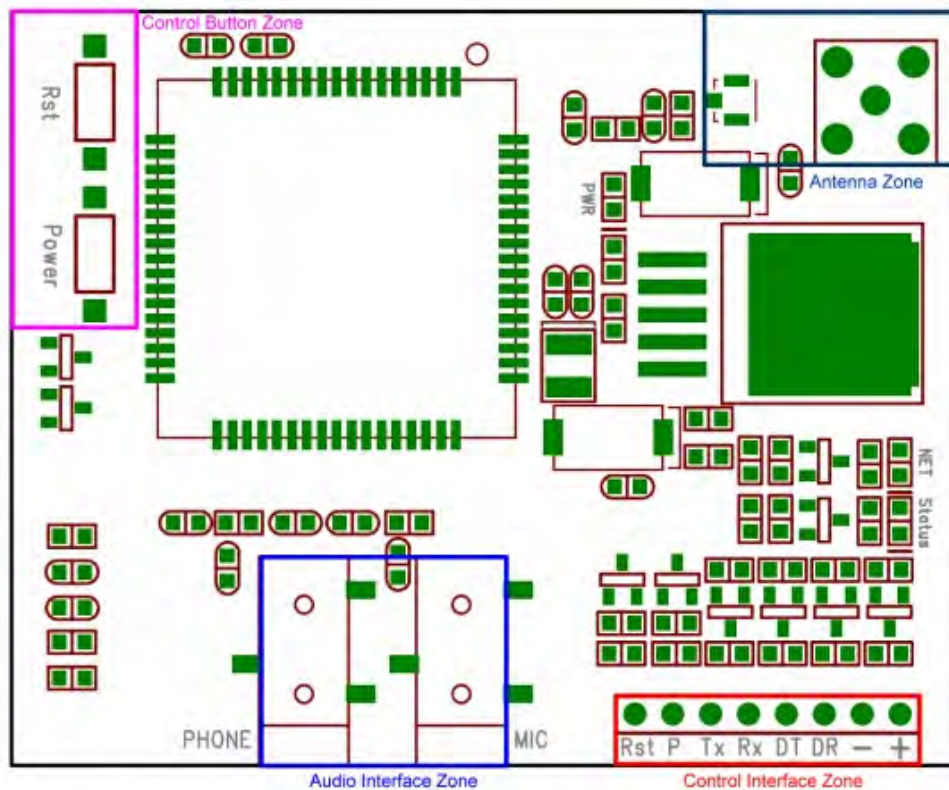 Control Button Zone
Rst
Power
PWR
Antenna Zone
NET
Status
PHONE
MIC
Rst P Tx Rx DT DR - +
Audio Interface Zone
Control Interface Zone